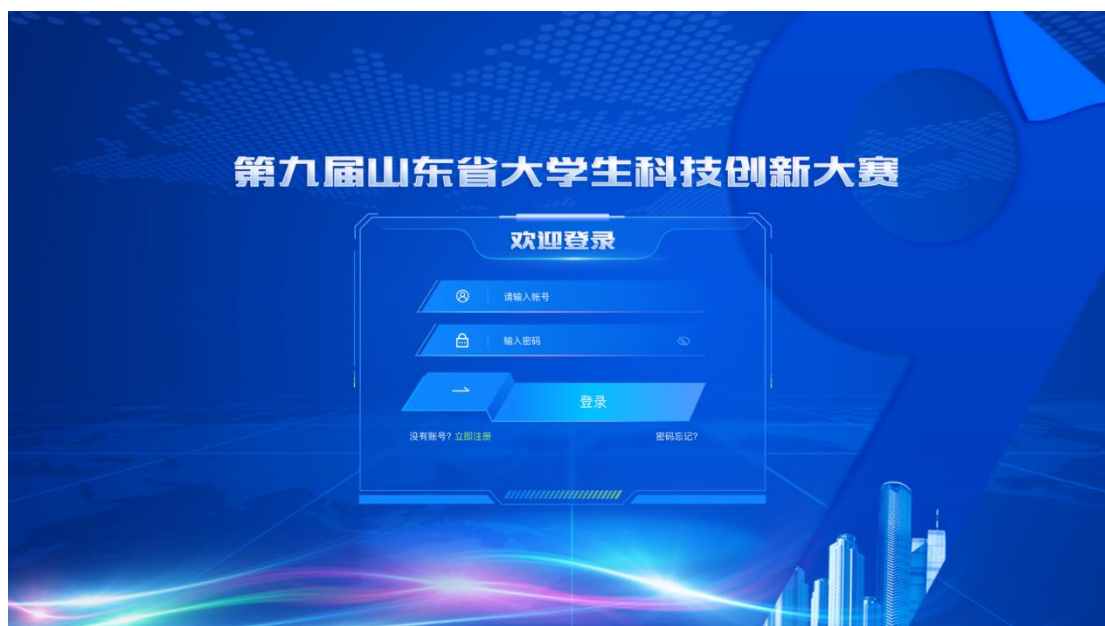 第九届山东省大学生科技创新大赛
欢迎登录
请输入帐号
输入密码
登录
没有账号？立即注册
密码忘记？